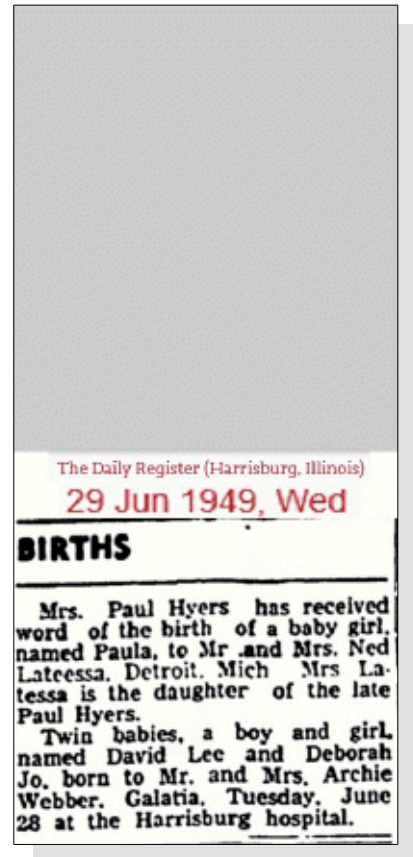 The Daily Register (Harrisburg, Illinois)
29 Jun 1949, Wed
BIRTHS
Mrs. Paul Hyers has received
word of the birth of a baby girl,
named Paula, to Mr .and Mrs. Ned
Lateessa, Detroit, Mich Mrs La-
tessa is the daughter of the late
Paul Hyers.
Twin babies, a boy and girl,
named David Lee and Deborah
Jo, born to Mr. and Mrs. Archie
Webber, Galatia, Tuesday, June
28 at the Harrisburg hospital.